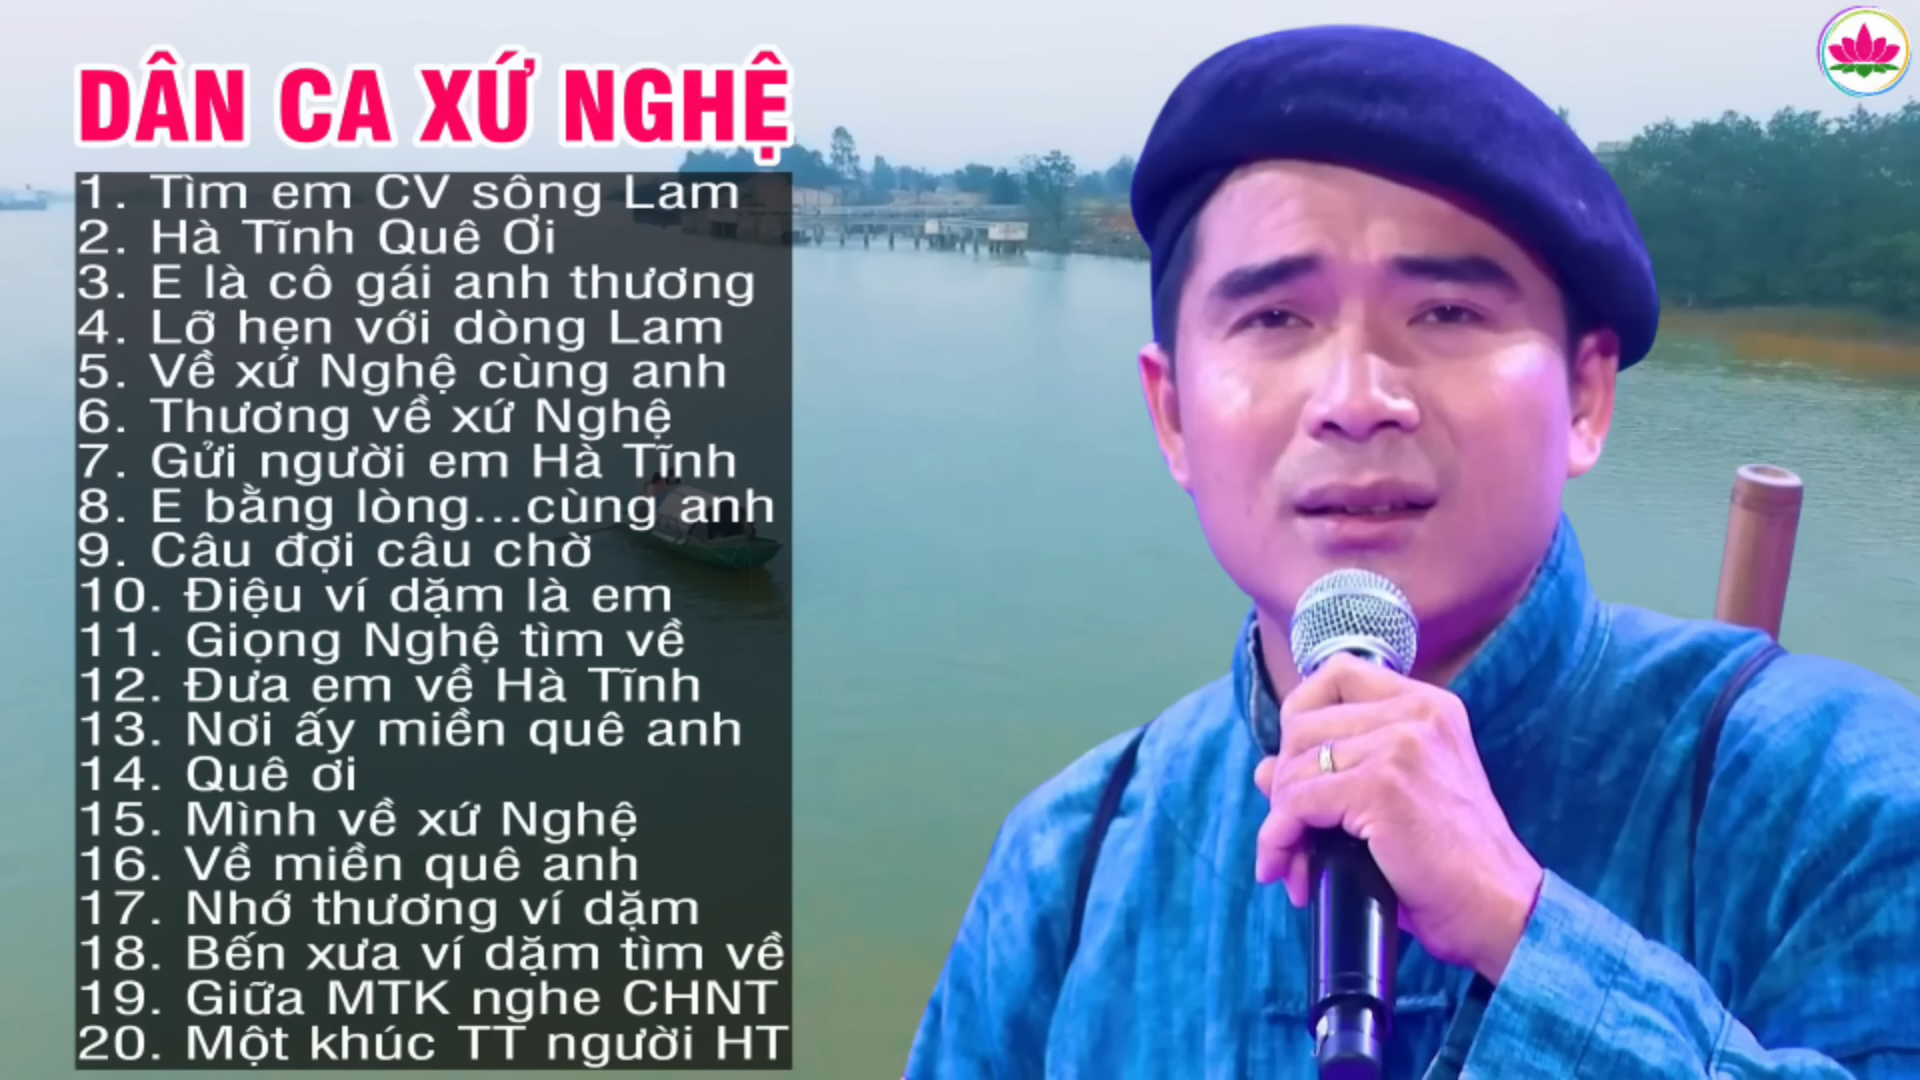 DÂN CA XỨ NGHỆ
1. Tìm em CV sông Lam
2. Hà Tĩnh Quê Ơi
3. E là cô gái anh thương
4. Lỡ hẹn với dòng Lam
5. Về xứ Nghệ cùng anh
6. Thương về xứ Nghệ
7. Gửi người em Hà Tĩnh
8. E bằng lòng...cùng anh
9. Câu đợi câu chờ
10. Điệu ví dặm là em
11. Giọng Nghệ tìm về
12. Đưa em về Hà Tĩnh
13. Nơi ấy miền quê anh
14. Quê ơi
15. Mình về xứ Nghệ
16. Về miền quê anh
17. Nhớ thương ví dặm
18. Bến xưa ví dặm tìm về
19. Giữa MTK nghe CHNT
20. Một khúc TT người HT